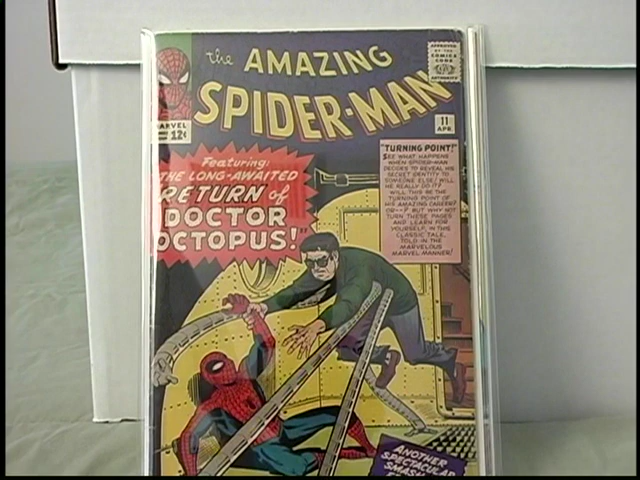 the AMAZING
SPIDER-MAN
APPROVED
BY THE
COMICS
CODE
AUTHORITY
MARVEL
12¢
11
APR.
Featuring:
THE LONG-AWAITED
RETURN of
DOCTOR
OCTOPUS!
"TURNING POINT!"
SEE WHAT HAPPENS
WHEN SPIDER-MAN
DECIDES TO REVEAL HIS
SECRET IDENTITY TO
SOMEONE ELSE! WILL
HE REALLY DO IT?
WILL THIS BE THE
TURNING POINT OF
HIS AMAZING CAREER?
OR--? BUT WHY NOT
TURN THESE PAGES
AND LEARN FOR
YOURSELF, IN THIS
CLASSIC TALE,
TOLD IN THE
MARVELOUS
MARVEL MANNER!
ANOTHER
SPECTACULAR
SMASH